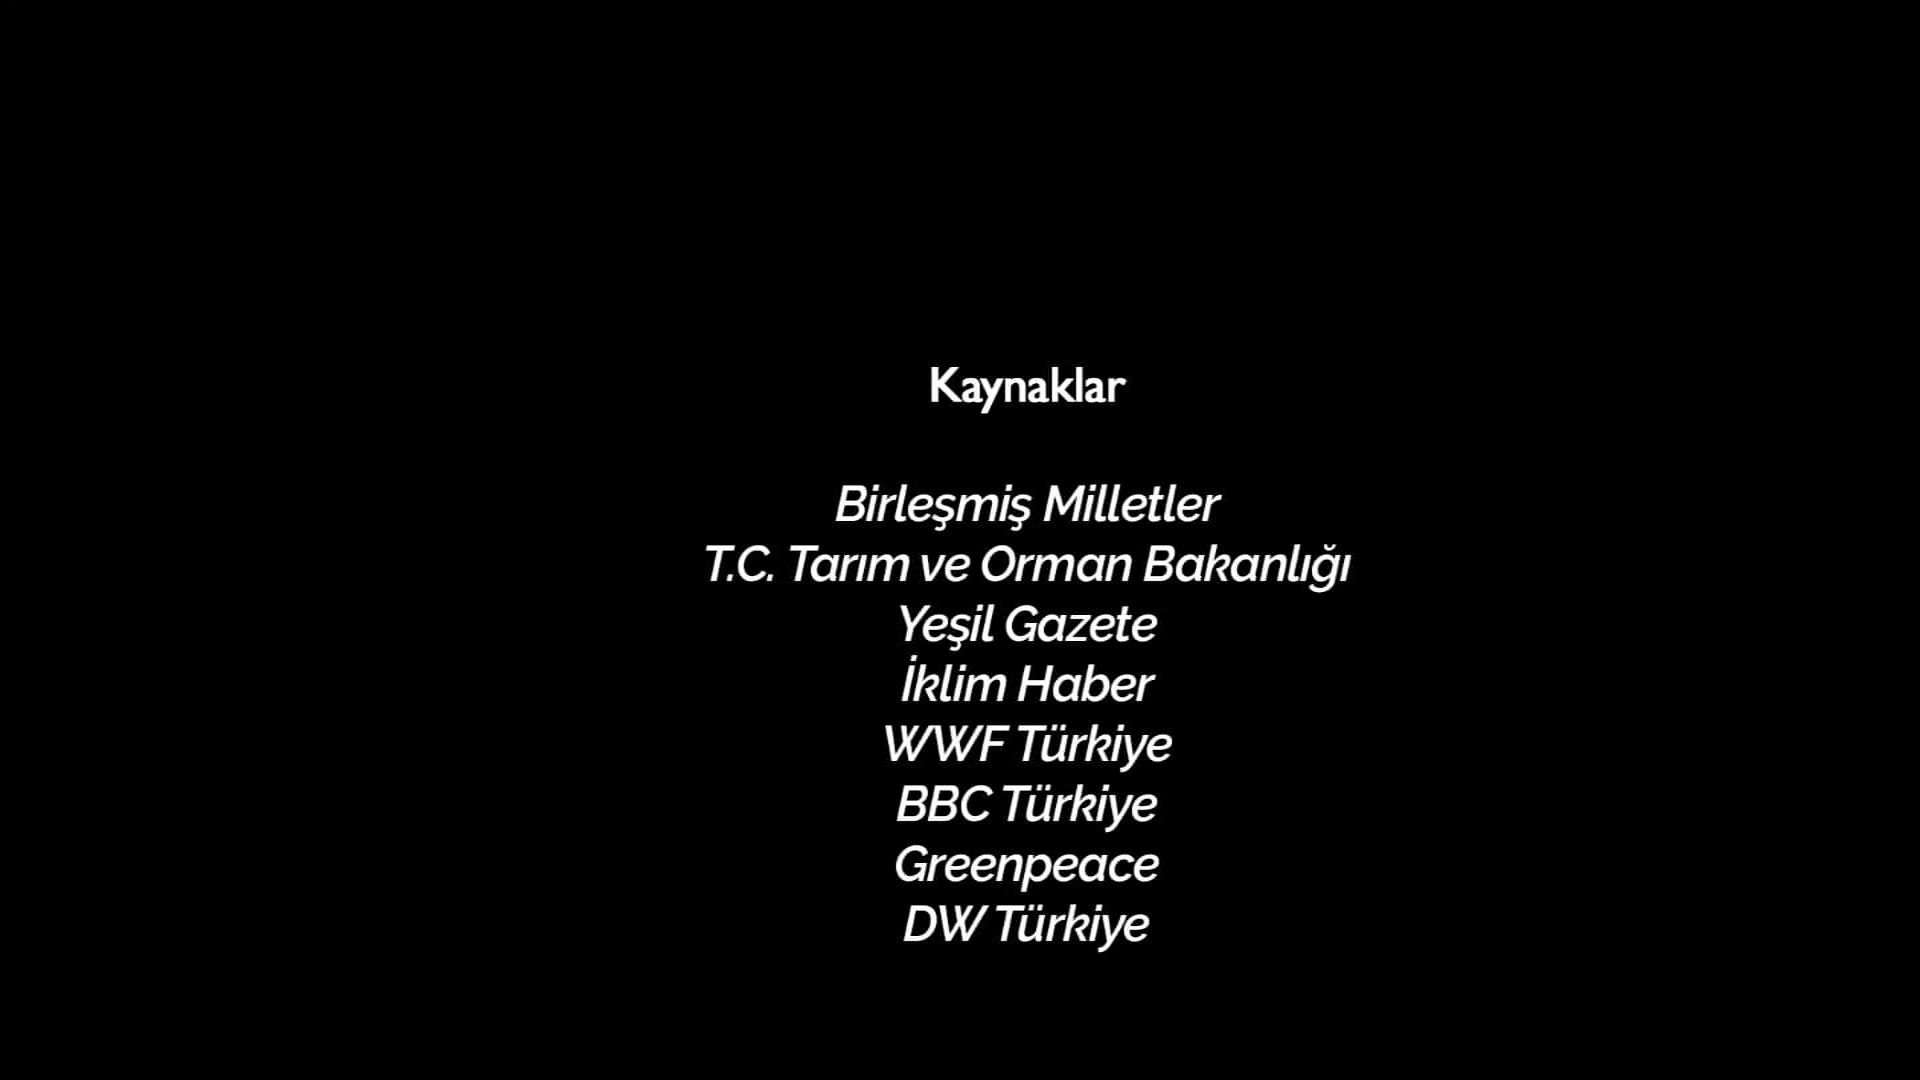 Kaynaklar
Birleşmiş Milletler
T.C. Tarım ve Orman Bakanlığı
Yeşil Gazete
İklim Haber
WWF Türkiye
BBC Türkiye
Greenpeace
DW Türkiye